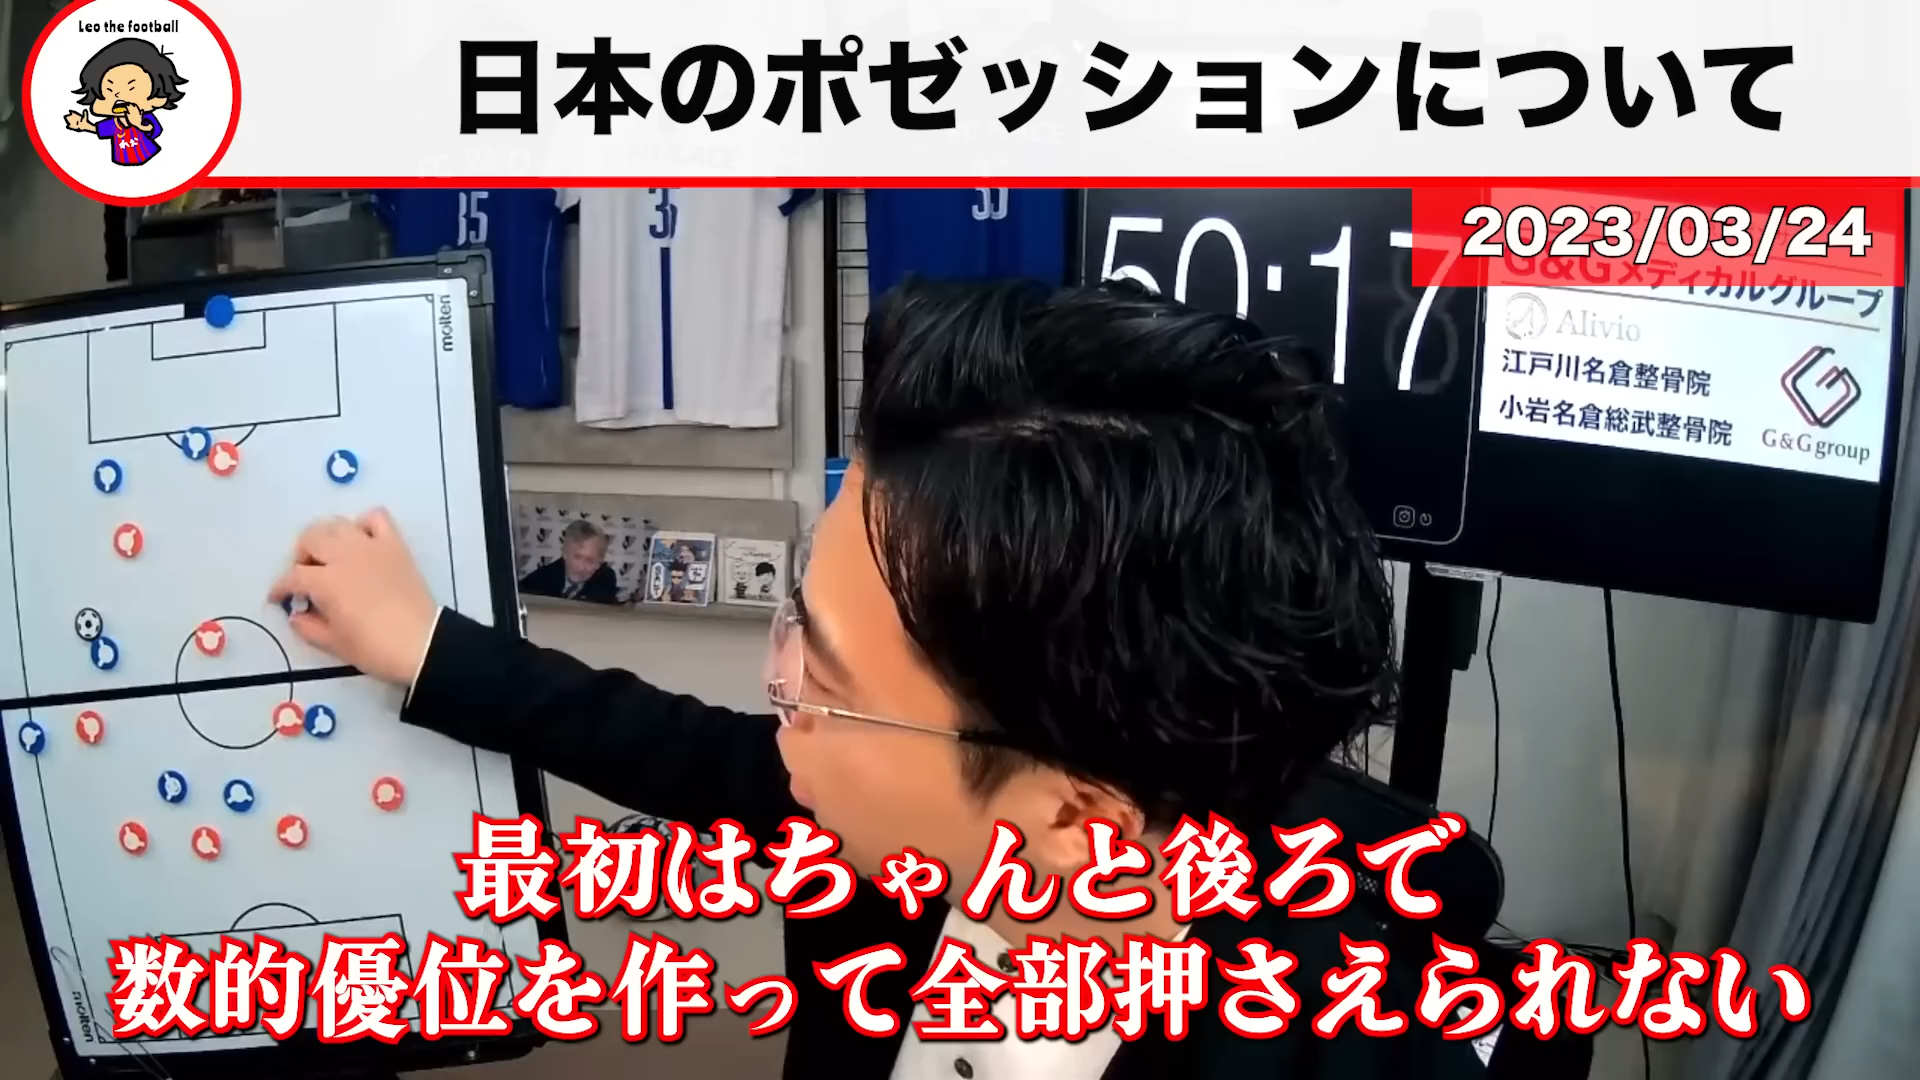 Leo the football
日本のポゼッションについて
2023/03/24
35
3
35
50:17
molten
G&Gメディカルグループ
Alivio
江戸川名倉整骨院
小岩名倉総武整骨院
G&G group
最初はちゃんと後ろで
数的優位を作って全部押さえられない
molten